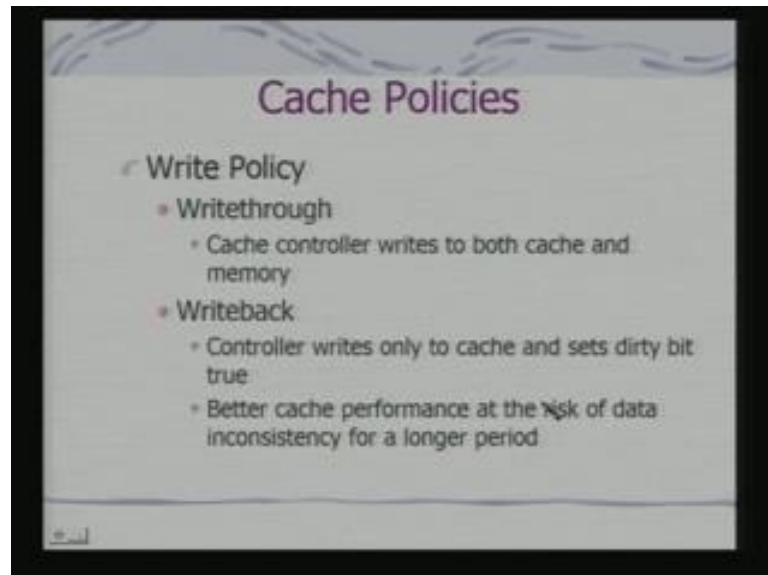 Cache Policies
Write Policy
Writethrough
Cache controller writes to both cache and
memory
Writeback
Controller writes only to cache and sets dirty bit
true
Better cache performance at the risk of data
inconsistency for a longer period